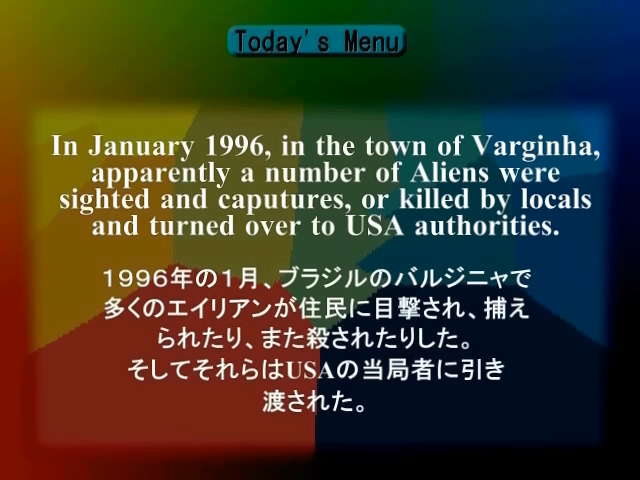 Today's Menu
In January 1996, in the town of Varginha,
apparently a number of Aliens were
sighted and caputures, or killed by locals
and turned over to USA authorities.
１９９６年の１月、ブラジルのバルジニャで
多くのエイリアンが住民に目撃され、捕え
られたり、また殺されたりした。
そしてそれらはUSAの当局者に引き
渡された。